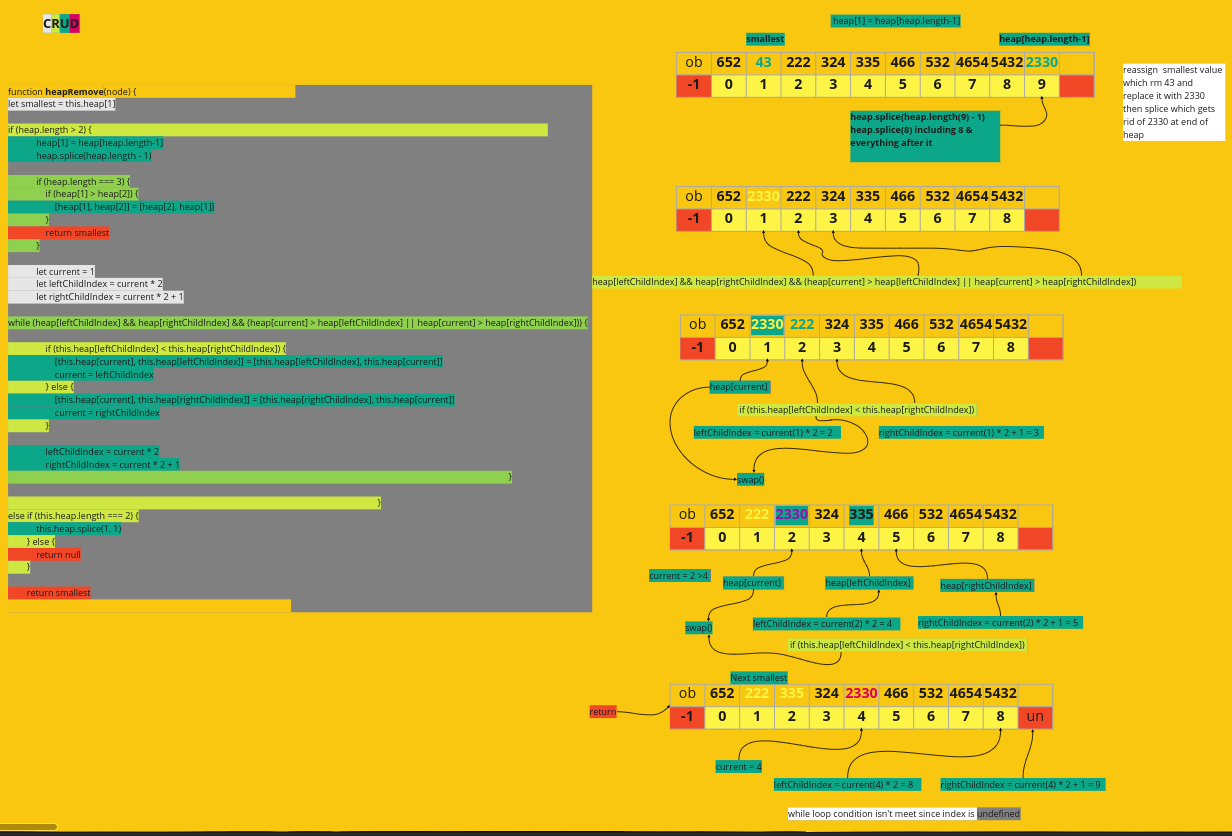 CRUD
function heapRemove(node) {
let smallest = this.heap[1]
if (heap.length > 2) {
heap[1] = heap[heap.length-1]
heap.splice(heap.length - 1)
if (heap.length === 3) {
if (heap[1] > heap[2]) {
[heap[1], heap[2]] = [heap[2], heap[1]]
}
return smallest
}
let current = 1
let leftChildIndex = current * 2
let rightChildIndex = current * 2 + 1
while (heap[leftChildIndex] && heap[rightChildIndex] && (heap[current] > heap[leftChildIndex] || heap[current] > heap[rightChildIndex])) {
if (this.heap[leftChildIndex] < this.heap[rightChildIndex]) {
[this.heap[current], this.heap[leftChildIndex]] = [this.heap[leftChildIndex], this.heap[current]]
current = leftChildIndex
} else {
[this.heap[current], this.heap[rightChildIndex]] = [this.heap[rightChildIndex], this.heap[current]]
current = rightChildIndex
}
leftChildIndex = current * 2
rightChildIndex = current * 2 + 1
}
}
else if (this.heap.length === 2) {
this.heap.splice(1, 1)
} else {
return null
}
return smallest
heap[1] = heap[heap.length-1]
smallest heap[heap.length-1]
ob 652 43 222 324 335 466 532 4654 5432 2330
-1 0 1 2 3 4 5 6 7 8 9
reassign smallest value
which rm 43 and
replace it with 2330
then splice which gets
rid of 2330 at end of
heap
heap.splice(heap.length(9) - 1)
heap.splice(8) including 8 &
everything after it
ob 652 2330 222 324 335 466 532 4654 5432
-1 0 1 2 3 4 5 6 7 8
heap[leftChildIndex] && heap[rightChildIndex] && (heap[current] > heap[leftChildIndex] || heap[current] > heap[rightChildIndex])
ob 652 2330 222 324 335 466 532 4654 5432
-1 0 1 2 3 4 5 6 7 8
heap[current]
if (this.heap[leftChildIndex] < this.heap[rightChildIndex])
leftChildIndex = current(1) * 2 = 2 rightChildIndex = current(1) * 2 + 1 = 3
swap()
ob 652 222 2330 324 335 466 532 4654 5432
-1 0 1 2 3 4 5 6 7 8
current = 2 >4 heap[current] heap[leftChildIndex] heap[rightChildIndex]
swap() leftChildIndex = current(2) * 2 = 4 rightChildIndex = current(2) * 2 + 1 = 5
if (this.heap[leftChildIndex] < this.heap[rightChildIndex])
Next smallest
ob 652 222 335 324 2330 466 532 4654 5432
return
-1 0 1 2 3 4 5 6 7 8 un
current = 4
leftChildIndex = current(4) * 2 = 8 rightChildIndex = current(4) * 2 + 1 = 9
while loop condition isn't meet since index is undefined